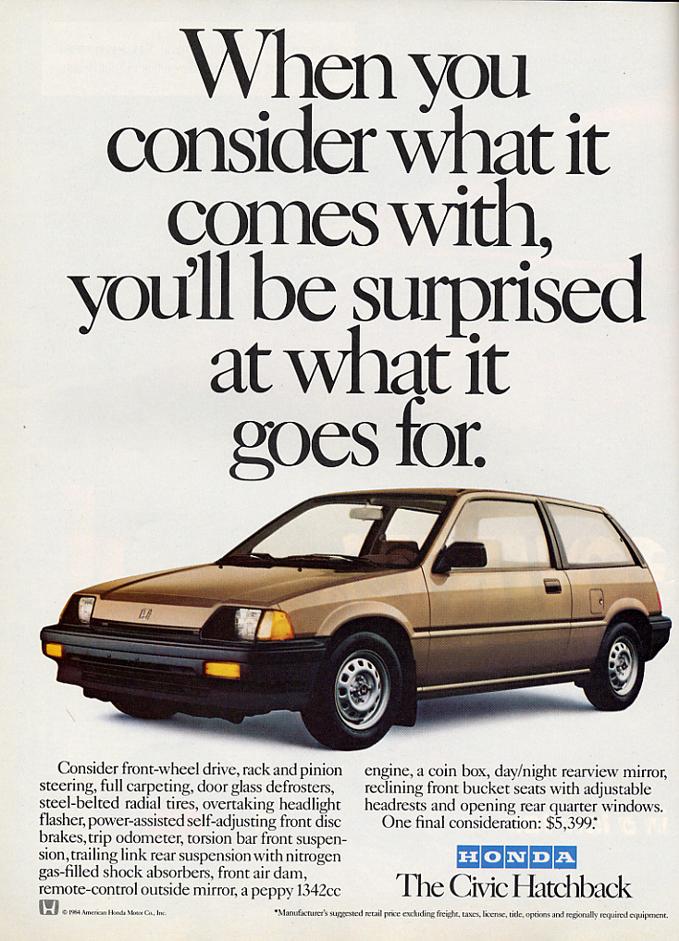 When you
consider what it
comes with,
you'll be surprised
at what it
goes for.
Consider front-wheel drive, rack and pinion
steering, full carpeting, door glass defrosters,
steel-belted radial tires, overtaking headlight
flasher, power-assisted self-adjusting front disc
brakes, trip odometer, torsion bar front suspen-
sion, trailing link rear suspension with nitrogen
gas-filled shock absorbers, front air dam,
remote-control outside mirror, a peppy 1342cc
engine, a coin box, day/night rearview mirror,
reclining front bucket seats with adjustable
headrests and opening rear quarter windows.
One final consideration: $5,399.*
HONDA
The Civic Hatchback
© 1984 American Honda Motor Co., Inc.
*Manufacturer's suggested retail price excluding freight, taxes, license, title, options and regionally required equipment.